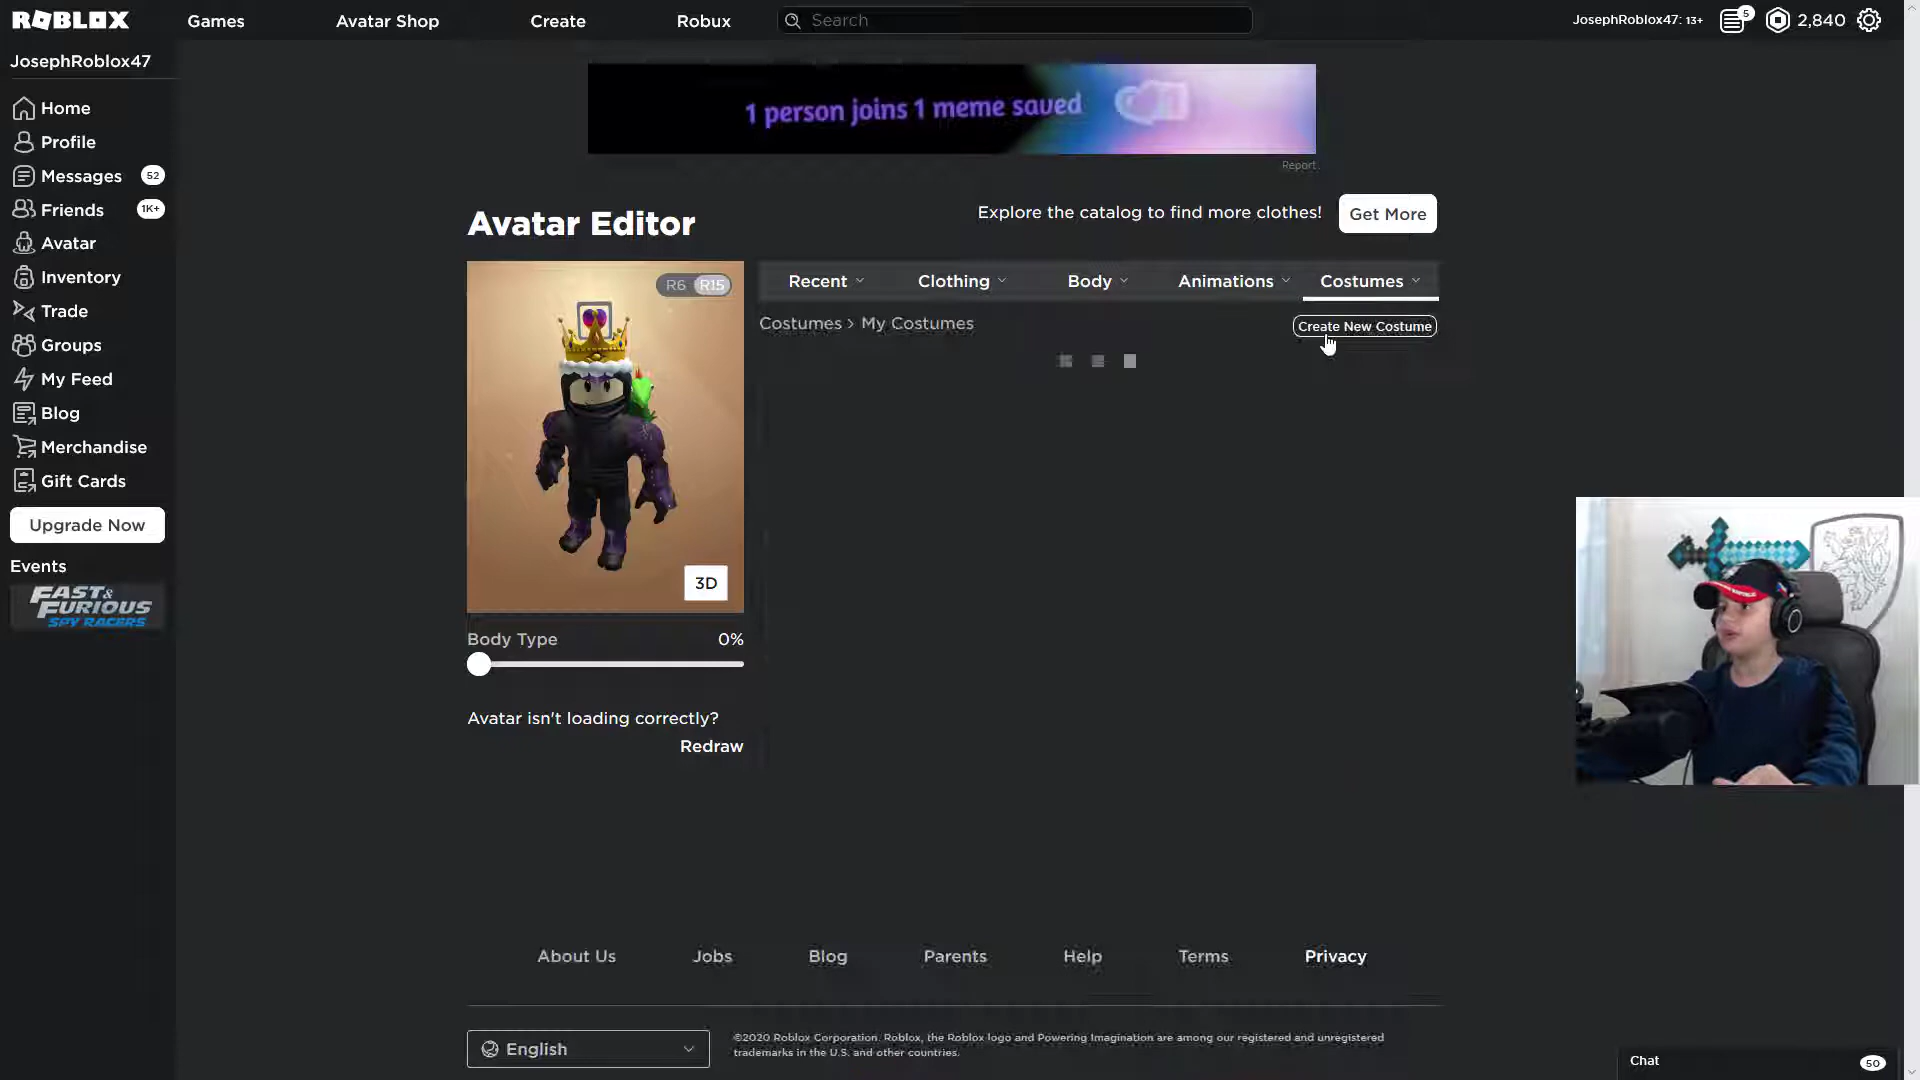 ROBLOX
Games
Avatar Shop
Create
Robux
Search
JosephRoblox47: 13+
5
2,840
JosephRoblox47
Home
Profile
Messages
52
Friends
1K+
Avatar
Inventory
Trade
Groups
My Feed
Blog
Merchandise
Gift Cards
Upgrade Now
Events
FAST & FURIOUS
SPY RACERS
1 person joins 1 meme saved
Report
Avatar Editor
Explore the catalog to find more clothes!
Get More
R6 R15
Recent
Clothing
Body
Animations
Costumes
Costumes > My Costumes
Create New Costume
3D
Body Type
0%
Avatar isn't loading correctly?
Redraw
About Us
Jobs
Blog
Parents
Help
Terms
Privacy
English
©2020 Roblox Corporation. Roblox, the Roblox logo and Powering Imagination are among our registered and unregistered
trademarks in the U.S. and other countries.
Chat
50